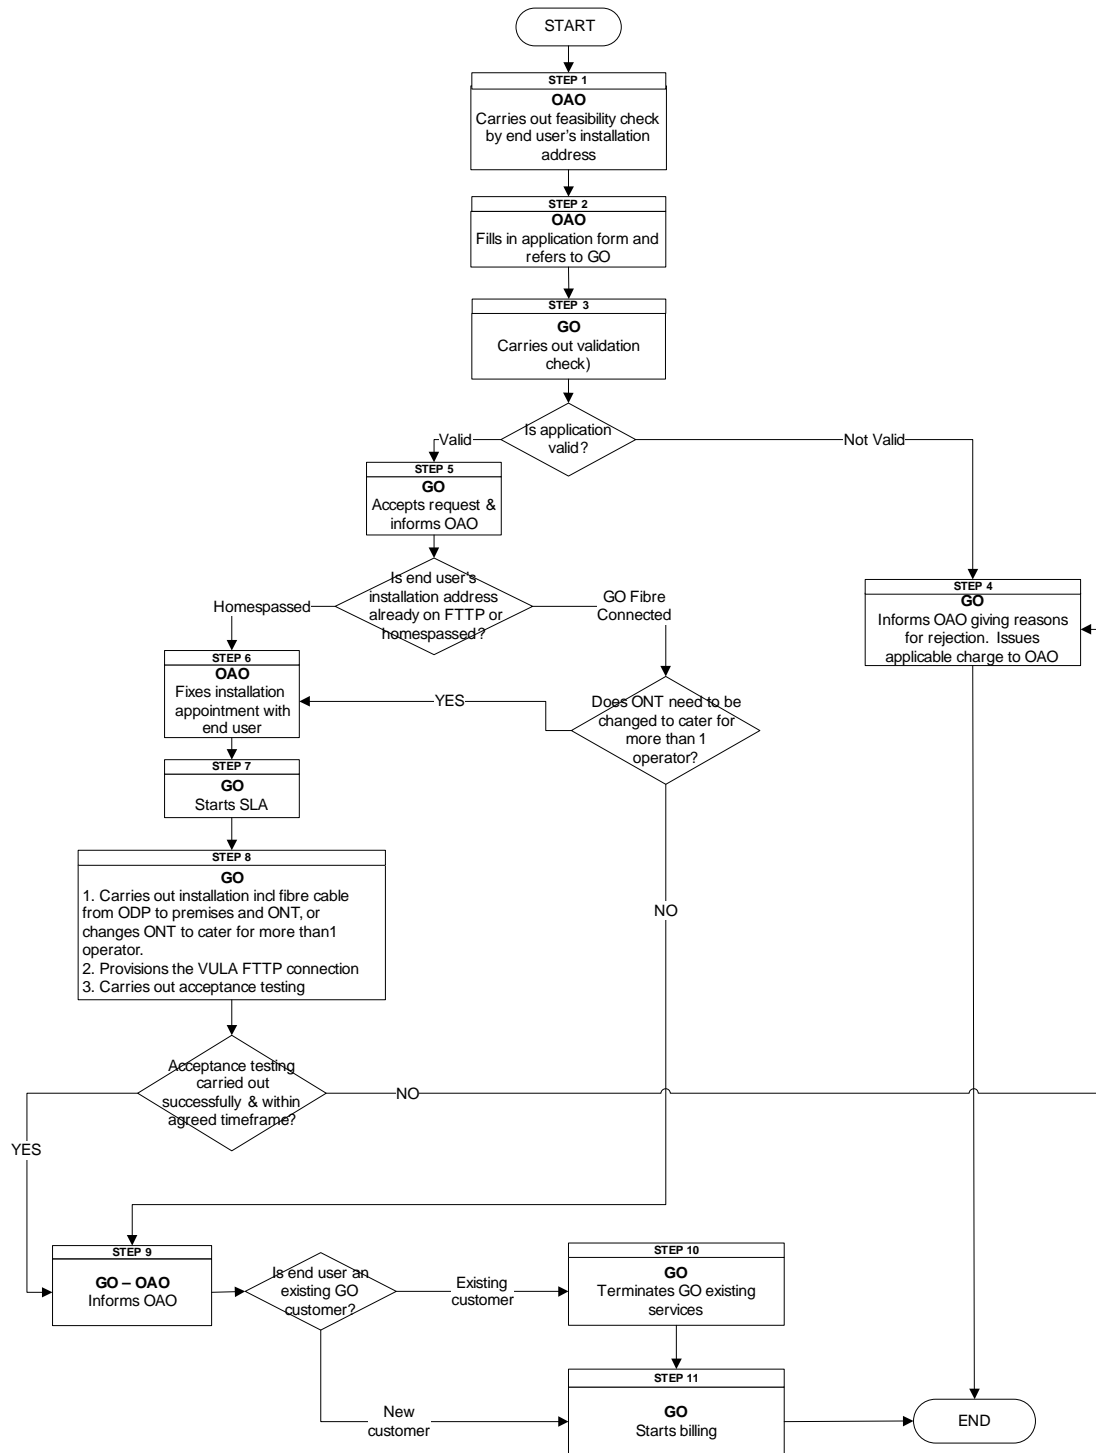 START
STEP 1
OAO
Carries out feasibility check
by end user's installation
address
STEP 2
OAO
Fills in application form and
refers to GO
STEP 3
GO
Carries out validation
check)
Is application
valid?
Valid
Not Valid
STEP 5
GO
Accepts request &
informs OAO
Is end user's
installation address
already on FTTP or
homespassed?
Homespassed
GO Fibre
Connected
STEP 4
GO
Informs OAO giving reasons
for rejection. Issues
applicable charge to OAO
STEP 6
OAO
Fixes installation
appointment with
end user
YES
Does ONT need to be
changed to cater for
more than 1
operator?
STEP 7
GO
Starts SLA
STEP 8
GO
1. Carries out installation incl fibre cable
from ODP to premises and ONT, or
changes ONT to cater for more than1
operator.
2. Provisions the VULA FTTP connection
3. Carries out acceptance testing
NO
Acceptance testing
carried out
successfully & within
agreed timeframe?
NO
YES
STEP 9
GO – OAO
Informs OAO
Is end user an
existing GO
customer?
Existing
customer
STEP 10
GO
Terminates GO existing
services
New
customer
STEP 11
GO
Starts billing
END